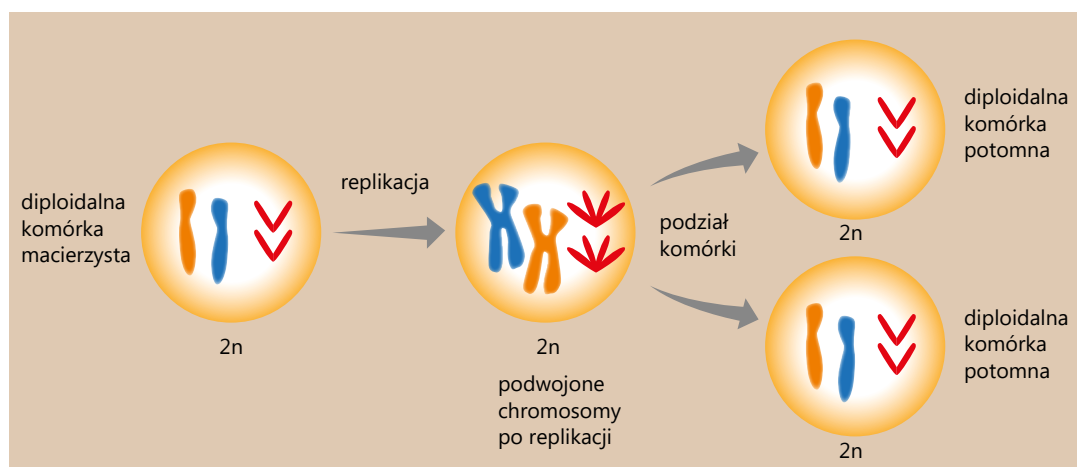 diploidalna
komórka
macierzysta
2n
replikacja
2n
podwojone
chromosomy
po replikacji
podział
komórki
diploidalna
komórka
potomna
2n
diploidalna
komórka
potomna
2n